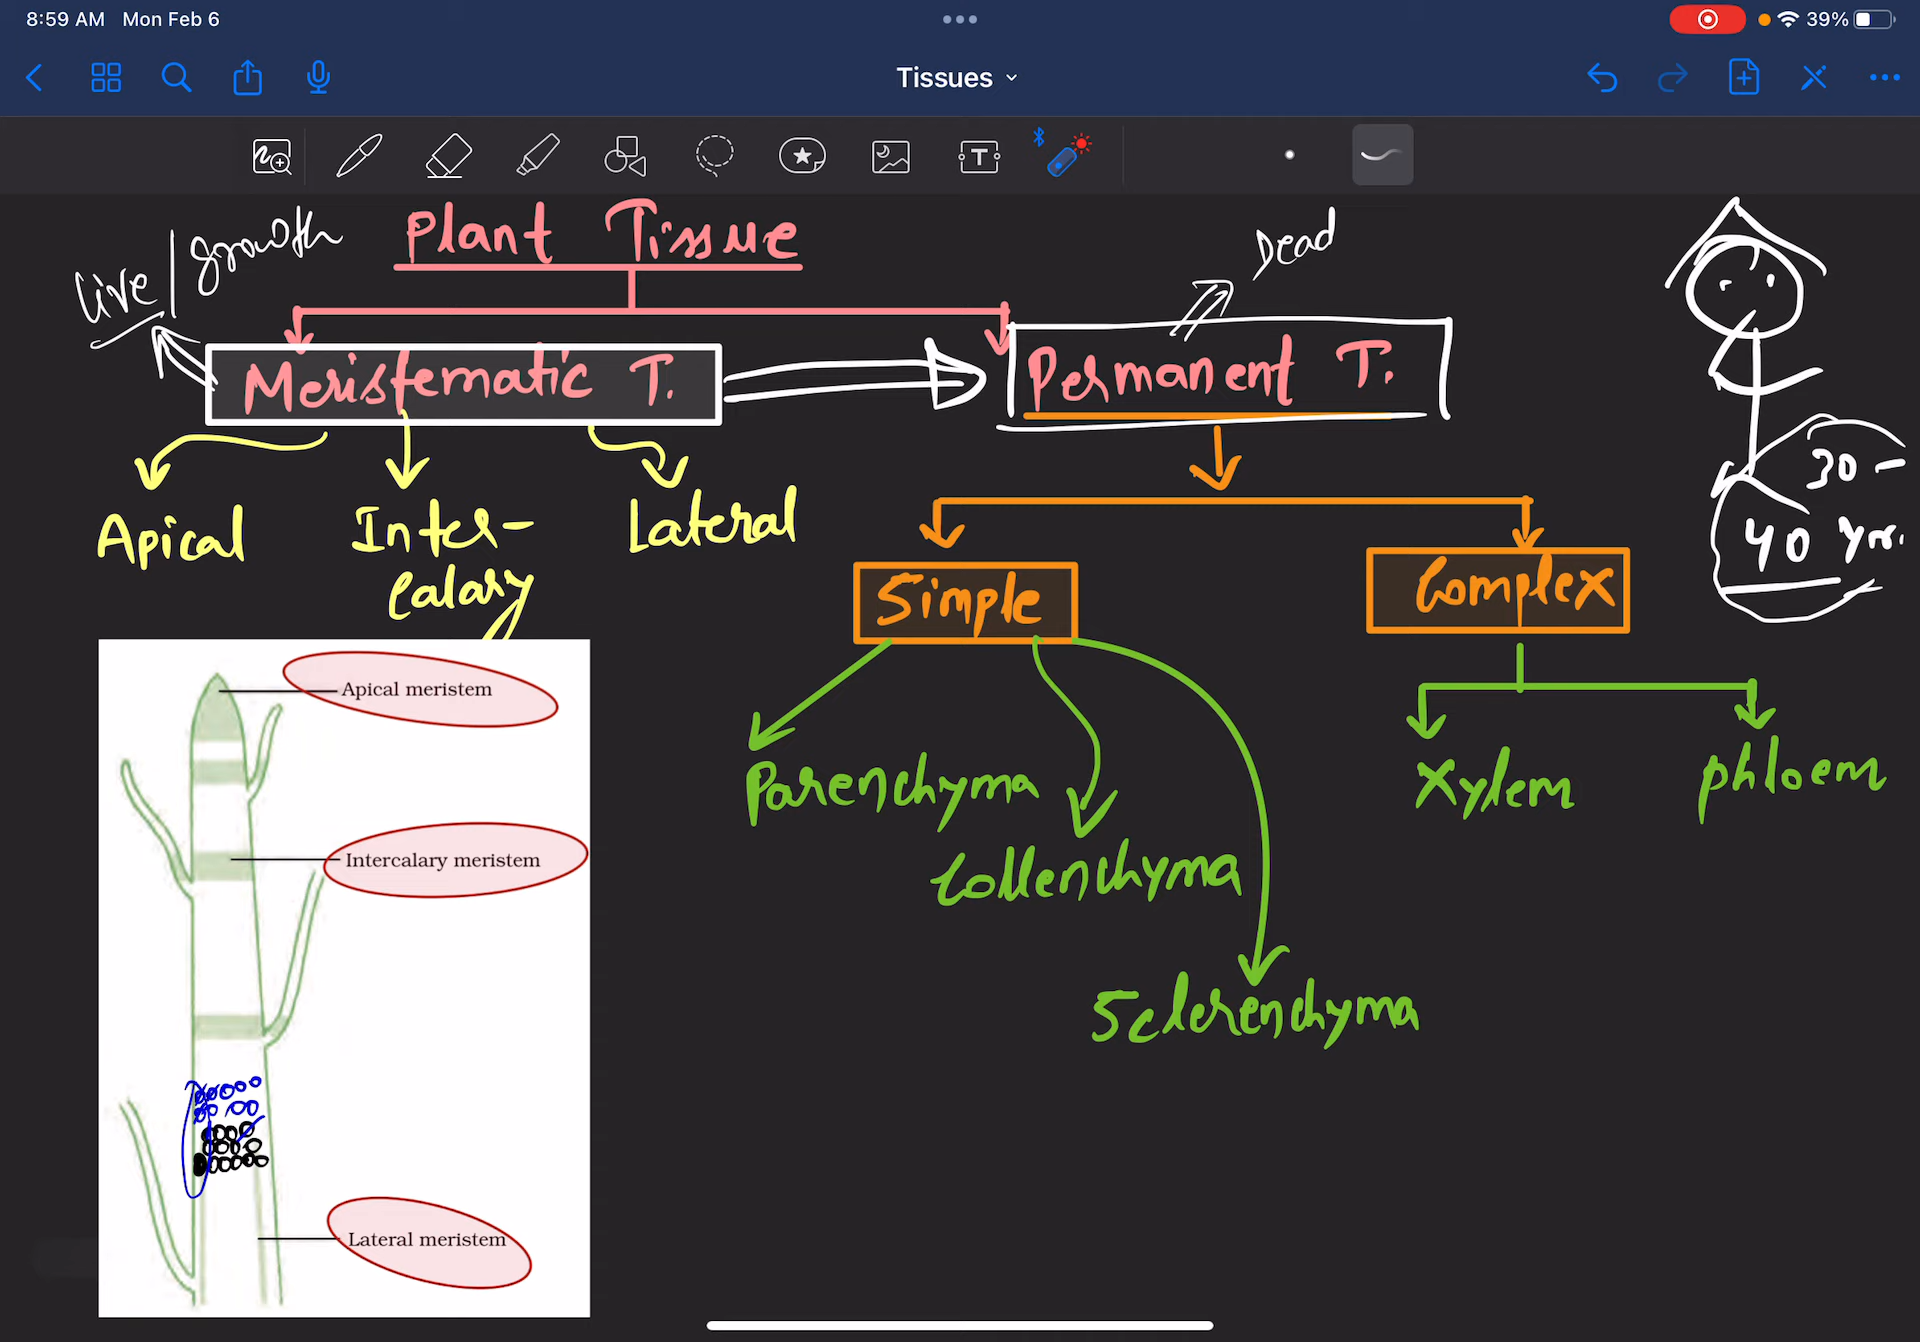 8:59 AM Mon Feb 6
39%
Tissues
T
Plant Tissue
live / growth
Dead
Meristematic T.
Permanent T.
30 -
40 yr.
Apical
Inter-
calary
Lateral
Simple
Complex
Parenchyma
Collenchyma
Sclerenchyma
Xylem
phloem
Apical meristem
Intercalary meristem
Lateral meristem